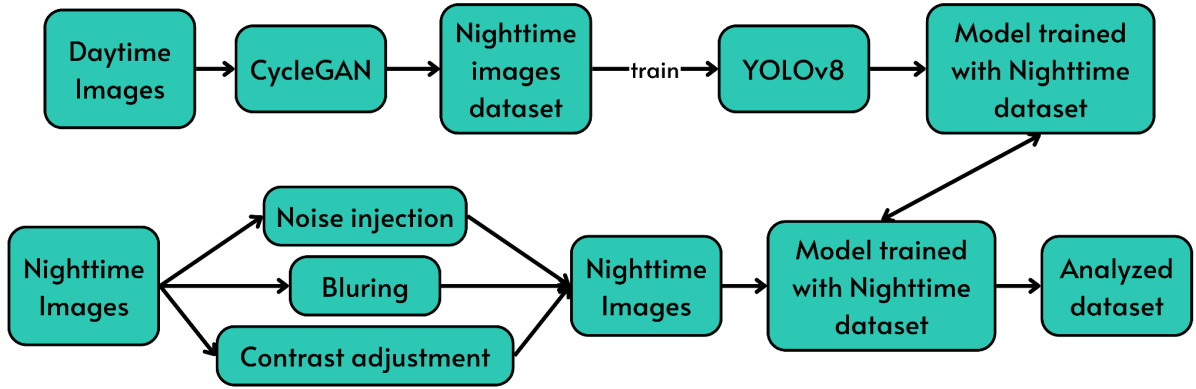 Daytime
Images
CycleGAN
Nighttime
images
dataset
train
YOLOv8
Model trained
with Nighttime
dataset
Nighttime
Images
Noise injection
Bluring
Contrast adjustment
Nighttime
Images
Model trained
with Nighttime
dataset
Analyzed
dataset